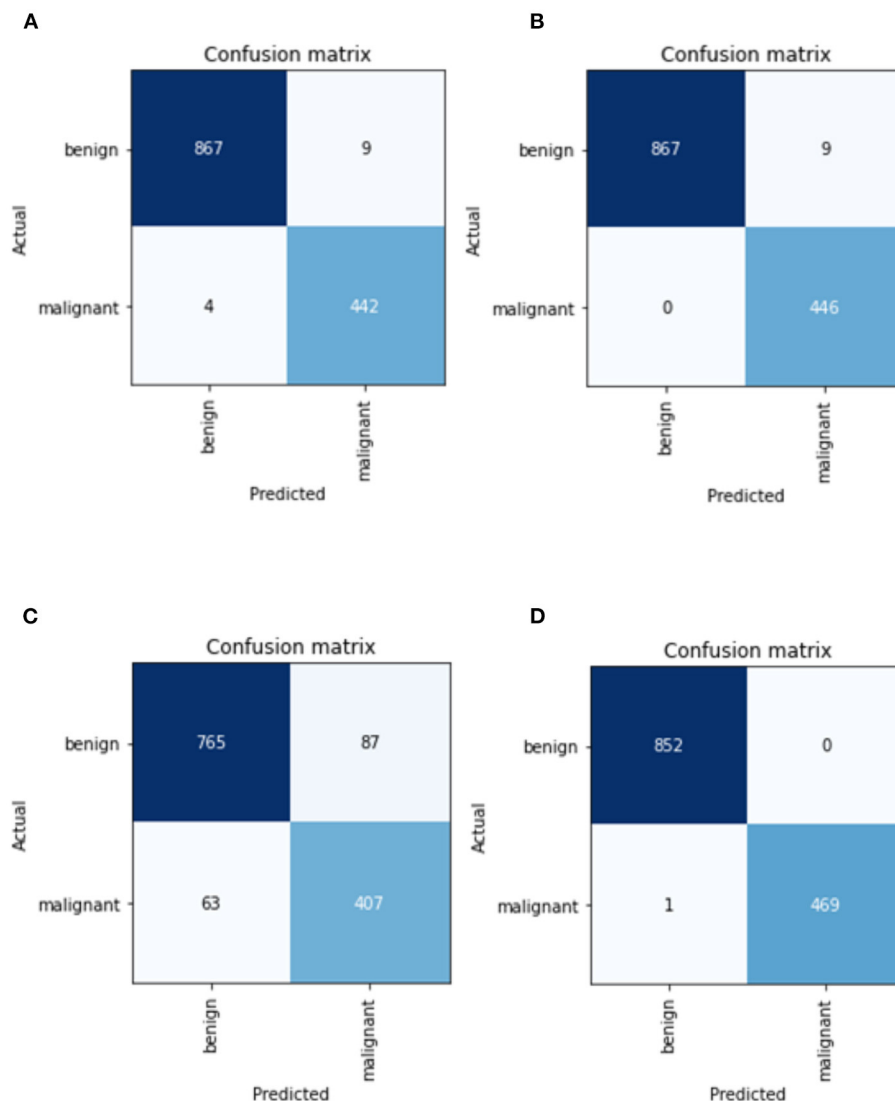 A
Confusion matrix
benign
867
9
Actual
malignant
4
442
benign
malignant
Predicted
B
Confusion matrix
benign
867
9
Actual
malignant
0
446
benign
malignant
Predicted
C
Confusion matrix
benign
765
87
Actual
malignant
63
407
benign
malignant
Predicted
D
Confusion matrix
benign
852
0
Actual
malignant
1
469
benign
malignant
Predicted